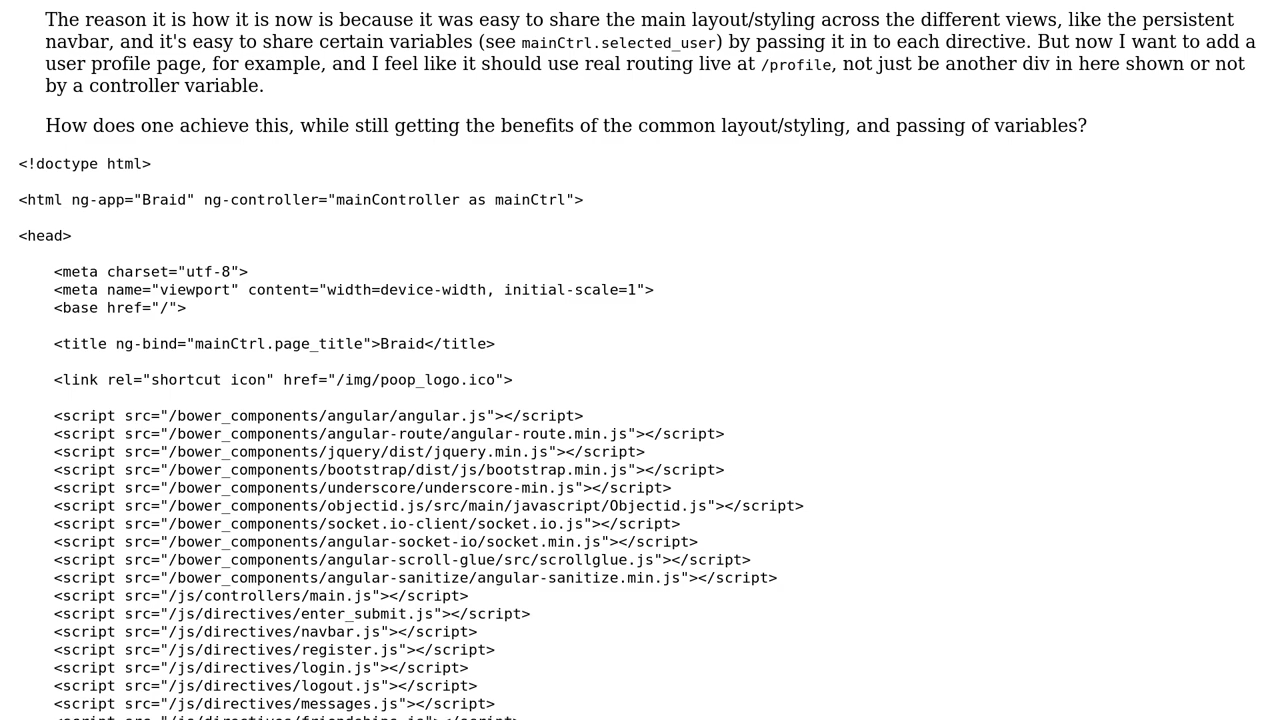 The reason it is how it is now is because it was easy to share the main layout/styling across the different views, like the persistent
navbar, and it's easy to share certain variables (see mainCtrl.selected_user) by passing it in to each directive. But now I want to add a
user profile page, for example, and I feel like it should use real routing live at /profile, not just be another div in here shown or not
by a controller variable.
How does one achieve this, while still getting the benefits of the common layout/styling, and passing of variables?
<!doctype html>
<html ng-app="Braid" ng-controller="mainController as mainCtrl">
<head>
<meta charset="utf-8">
<meta name="viewport" content="width=device-width, initial-scale=1">
<base href="/">
<title ng-bind="mainCtrl.page_title">Braid</title>
<link rel="shortcut icon" href="/img/poop_logo.ico">
<script src="/bower_components/angular/angular.js"></script>
<script src="/bower_components/angular-route/angular-route.min.js"></script>
<script src="/bower_components/jquery/dist/jquery.min.js"></script>
<script src="/bower_components/bootstrap/dist/js/bootstrap.min.js"></script>
<script src="/bower_components/underscore/underscore-min.js"></script>
<script src="/bower_components/objectid.js/src/main/javascript/Objectid.js"></script>
<script src="/bower_components/socket.io-client/socket.io.js"></script>
<script src="/bower_components/angular-socket-io/socket.min.js"></script>
<script src="/bower_components/angular-scroll-glue/src/scrollglue.js"></script>
<script src="/bower_components/angular-sanitize/angular-sanitize.min.js"></script>
<script src="/js/controllers/main.js"></script>
<script src="/js/directives/enter_submit.js"></script>
<script src="/js/directives/navbar.js"></script>
<script src="/js/directives/register.js"></script>
<script src="/js/directives/login.js"></script>
<script src="/js/directives/logout.js"></script>
<script src="/js/directives/messages.js"></script>
<script src="/js/directives/friendships.js"></script>